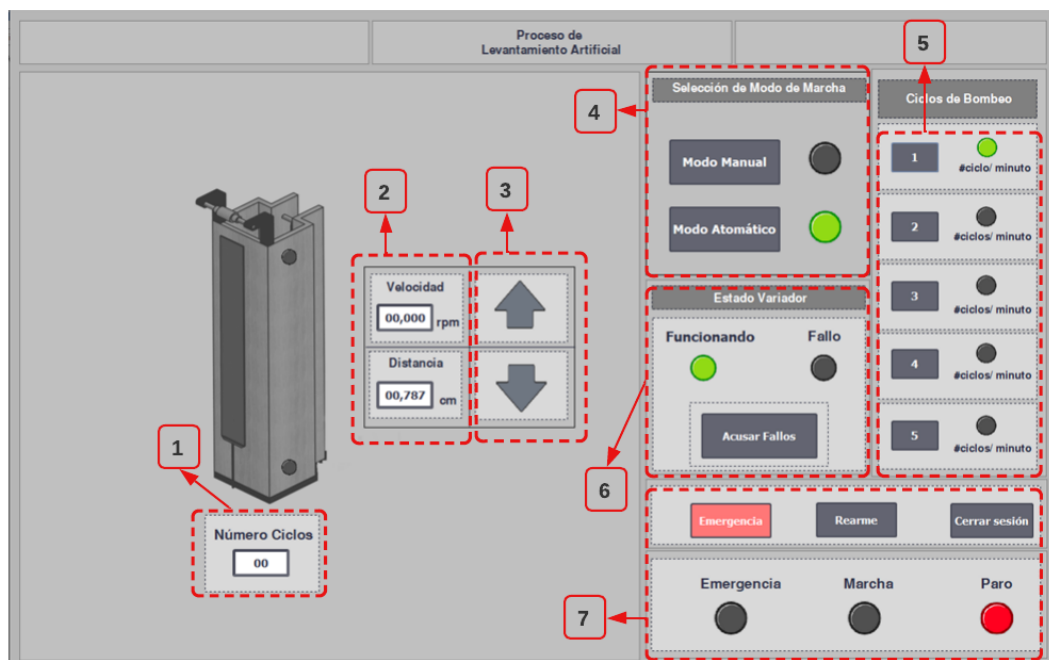 Proceso de
Levantamiento Artificial
5
4
Selección de Modo de Marcha
Modo Manual
Modo Atomático
Ciclos de Bombeo
1
#ciclo/ minuto
2
#ciclos/ minuto
3
#ciclos/ minuto
4
#ciclos/ minuto
5
#ciclos/ minuto
2
3
Velocidad
00,000 rpm
Distancia
00,787 cm
1
Número Ciclos
00
Estado Variador
Funcionando
Fallo
Acusar Fallos
6
Emergencia
Rearme
Cerrar sesión
Emergencia
Marcha
Paro
7